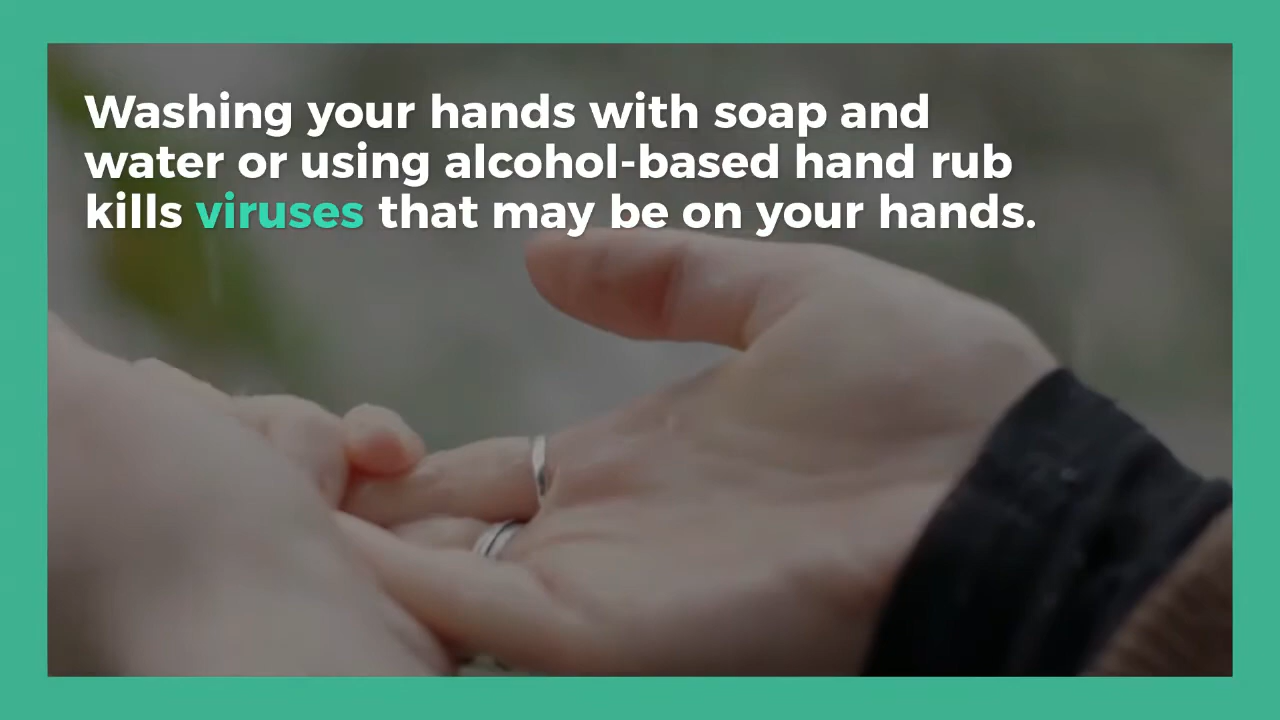 Washing your hands with soap and
water or using alcohol-based hand rub
kills viruses that may be on your hands.